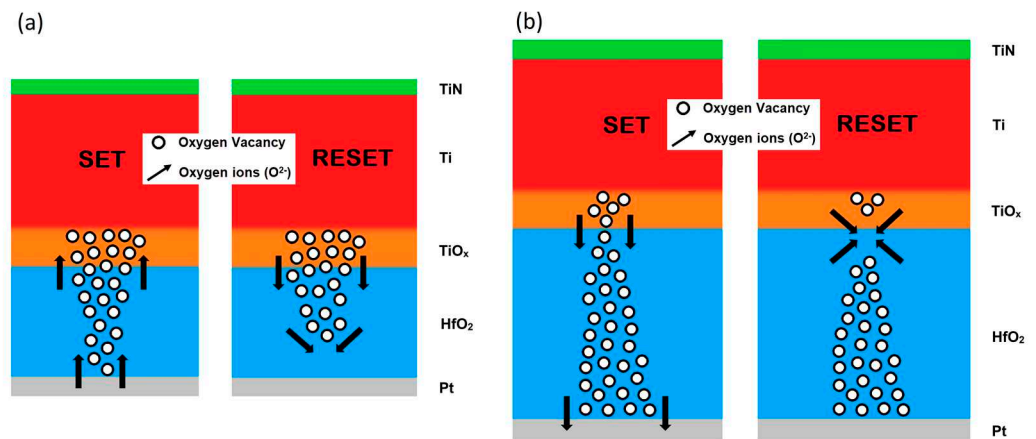 (a)
SET
RESET
Oxygen Vacancy
Oxygen ions (O²⁻)
TiN
Ti
TiOₓ
HfO₂
Pt
(b)
SET
RESET
Oxygen Vacancy
Oxygen ions (O²⁻)
TiN
Ti
TiOₓ
HfO₂
Pt